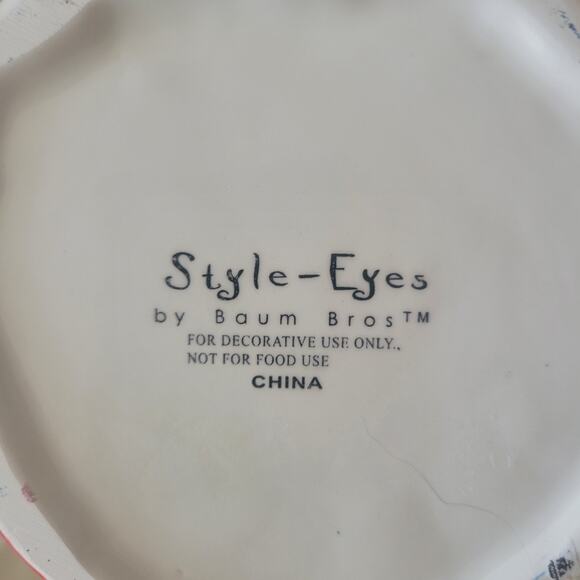 Style-Eyes
by Baum Bros™
FOR DECORATIVE USE ONLY.,
NOT FOR FOOD USE
CHINA